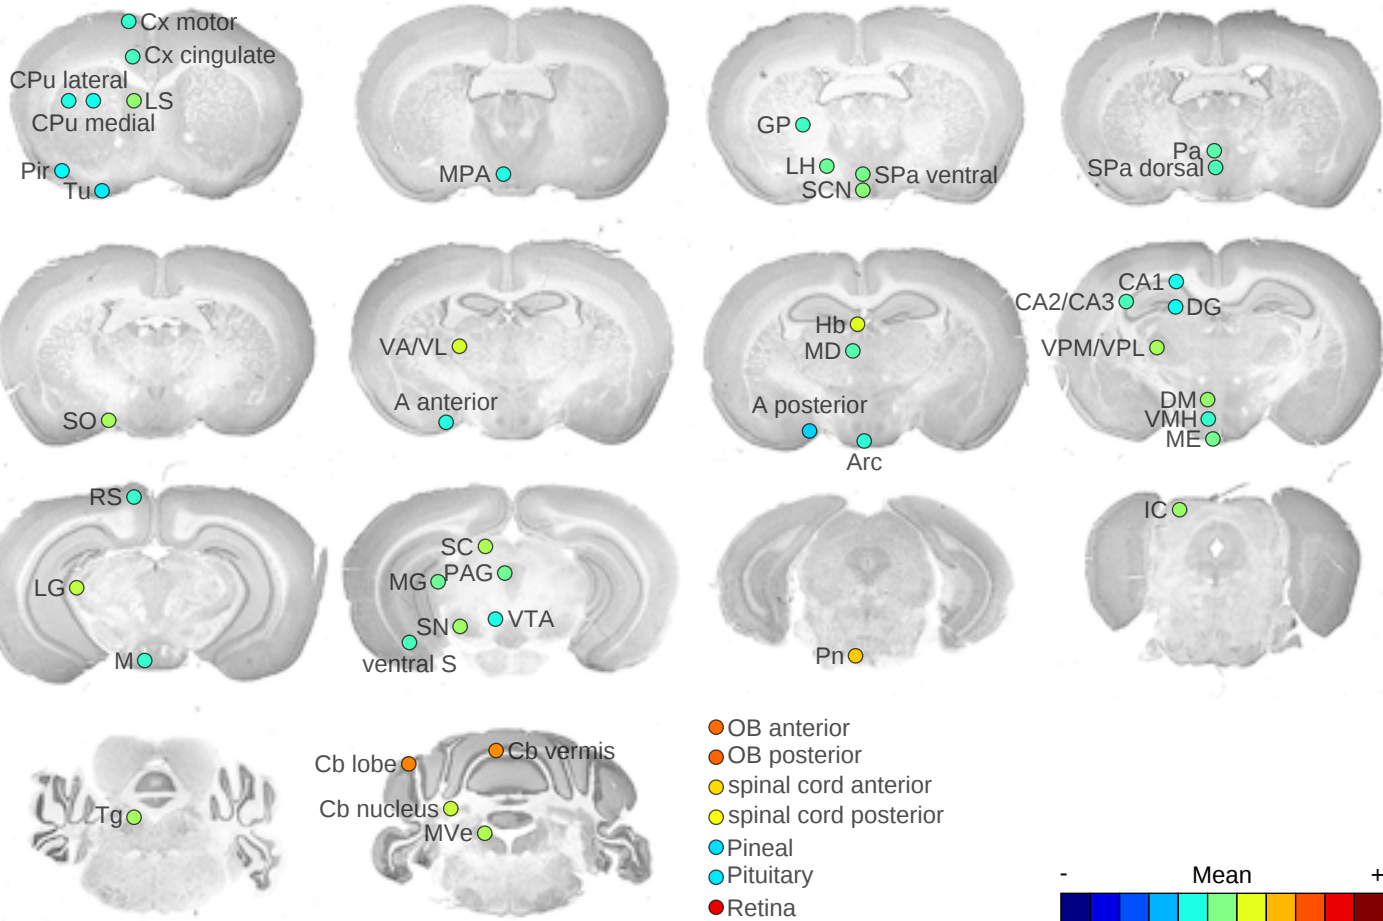 Cx motor
Cx cingulate
CPu lateral
LS
CPu medial
Pir
Tu
MPA
GP
LH
SPa ventral
SCN
Pa
SPa dorsal
SO
VA/VL
A anterior
Hb
MD
A posterior
Arc
CA1
CA2/CA3
DG
VPM/VPL
DM
VMH
ME
RS
LG
M
SC
MG
PAG
SN
VTA
ventral S
Pn
IC
Tg
Cb lobe
Cb vermis
Cb nucleus
MVe
OB anterior
OB posterior
spinal cord anterior
spinal cord posterior
Pineal
Pituitary
Retina
- Mean +